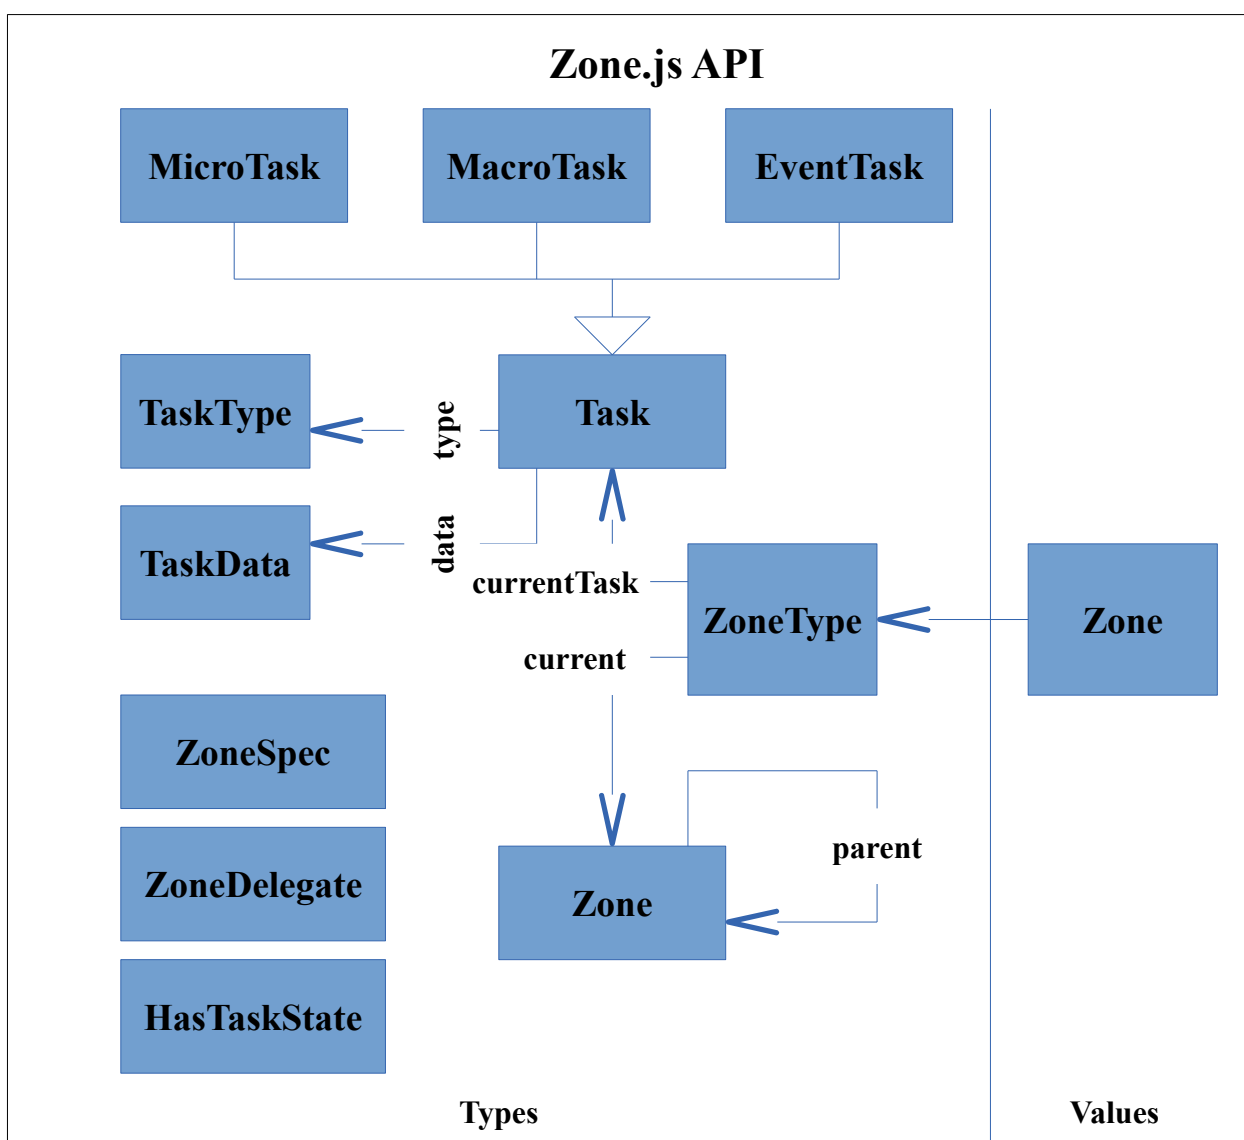 Zone.js API
MicroTask
MacroTask
EventTask
TaskType
type
Task
TaskData
data
currentTask
current
ZoneType
Zone
ZoneSpec
ZoneDelegate
Zone
parent
HasTaskState
Types
Values